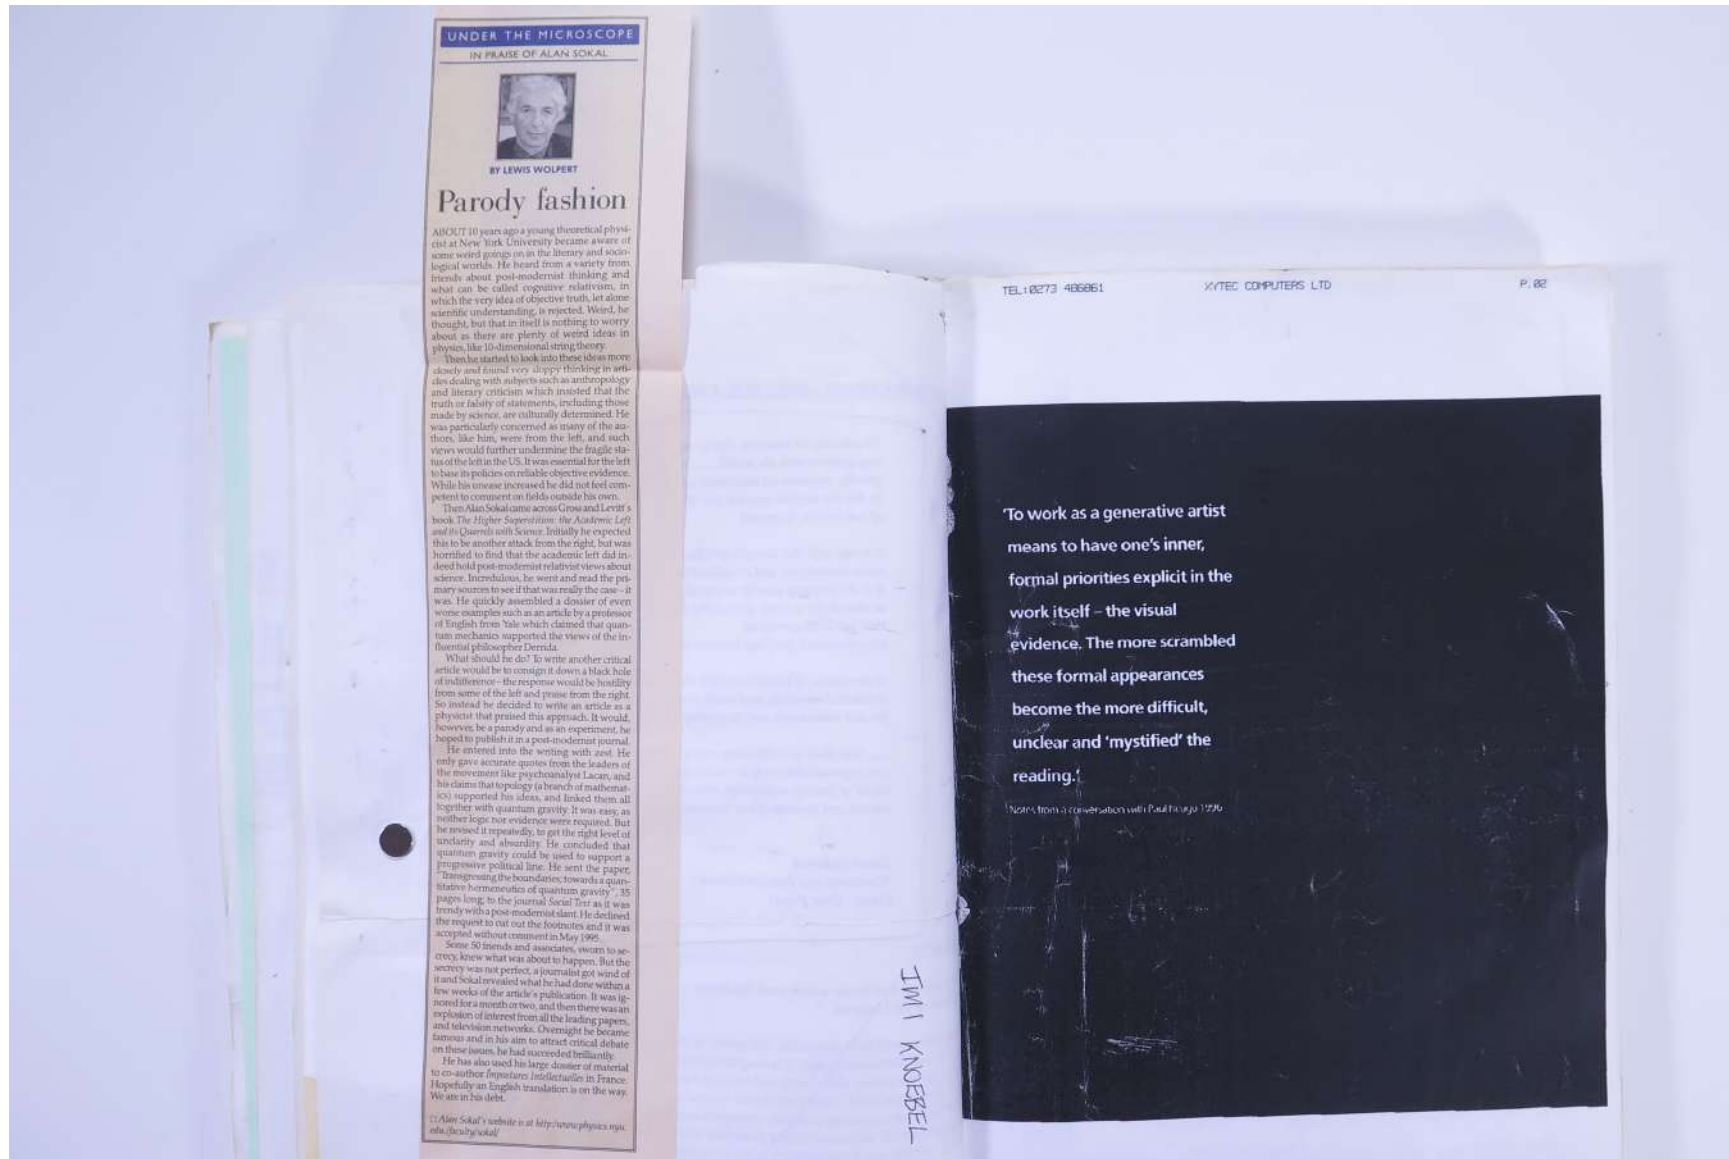 UNDER THE MICROSCOPE
IN PRAISE OF ALAN SOKAL
BY LEWIS WOLPERT
Parody fashion
ABOUT 10 years ago a young theoretical physi-
cist at New York University became aware of
some weird goings on in the literary and socio-
logical worlds. He heard from a variety from
friends about post-modernist thinking and
what can be called cognitive relativism, in
which the very idea of objective truth, let alone
scientific understanding, is rejected. Weird, he
thought, but that in itself is nothing to worry
about as there are plenty of weird ideas in
physics, like 10-dimensional string theory.
Then he started to look into these ideas more
closely and found very sloppy thinking in arti-
cles dealing with subjects such as anthropology
and literary criticism which insisted that the
truth or falsity of statements, including those
made by science, are culturally determined. He
was particularly concerned as many of the au-
thors, like him, were from the left, and such
views would further undermine the fragile sta-
tus of the left in the US. It was essential for the left
to base its policies on reliable objective evidence.
While his unease increased he did not feel com-
petent to comment on fields outside his own.
Then Alan Sokal came across Gross and Levitt's
book The Higher Superstition: the Academic Left
and its Quarrels with Science. Initially he expected
this to be another attack from the right, but was
horrified to find that the academic left did in-
deed hold post-modernist relativist views about
science. Incredulous, he went and read the pri-
mary sources to see if that was really the case – it
was. He quickly assembled a dossier of even
worse examples such as an article by a professor
of English from Yale which claimed that quan-
tum mechanics supported the views of the in-
fluential philosopher Derrida.
What should he do? To write another critical
article would be to consign it down a black hole
of indifference – the response would be hostility
from some of the left and praise from the right.
So instead he decided to write an article as a
physicist that praised this approach. It would,
however, be a parody and as an experiment, he
hoped to publish it in a post-modernist journal.
He entered into the writing with zest. He
only gave accurate quotes from the leaders of
the movement like psychoanalyst Lacan, and
his claims that topology (a branch of mathemat-
ics) supported his ideas, and linked them all
together with quantum gravity. It was easy, as
neither logic nor evidence were required. But
he revised it repeatedly, to get the right level of
unclarity and absurdity. He concluded that
quantum gravity could be used to support a
progressive political line. He sent the paper,
"Transgressing the boundaries; towards a quan-
titative hermeneutics of quantum gravity", 35
pages long, to the journal Social Text as it was
trendy with a post-modernist slant. He declined
the request to cut out the footnotes and it was
accepted without comment in May 1995.
Some 50 friends and associates, sworn to se-
crecy, knew what was about to happen. But the
secrecy was not perfect, a journalist got wind of
it and Sokal revealed what he had done within a
few weeks of the article's publication. It was ig-
nored for a month or two, and then there was an
explosion of interest from all the leading papers,
and television networks. Overnight he became
famous and in his aim to attract critical debate
on these issues, he had succeeded brilliantly.
He has also used his large dossier of material
to co-author Impostures Intellectuelles in France.
Hopefully an English translation is on the way.
We are in his debt.
□ Alan Sokal's website is at http:/www.physics.nyu.
edu./faculty/sokal/
IMI KNOEBEL
TEL:0273 486861 XYTEC COMPUTERS LTD P.02
'To work as a generative artist
means to have one's inner,
formal priorities explicit in the
work itself – the visual
evidence. The more scrambled
these formal appearances
become the more difficult,
unclear and 'mystified' the
reading.'
Notes from a conversation with Paul 1996